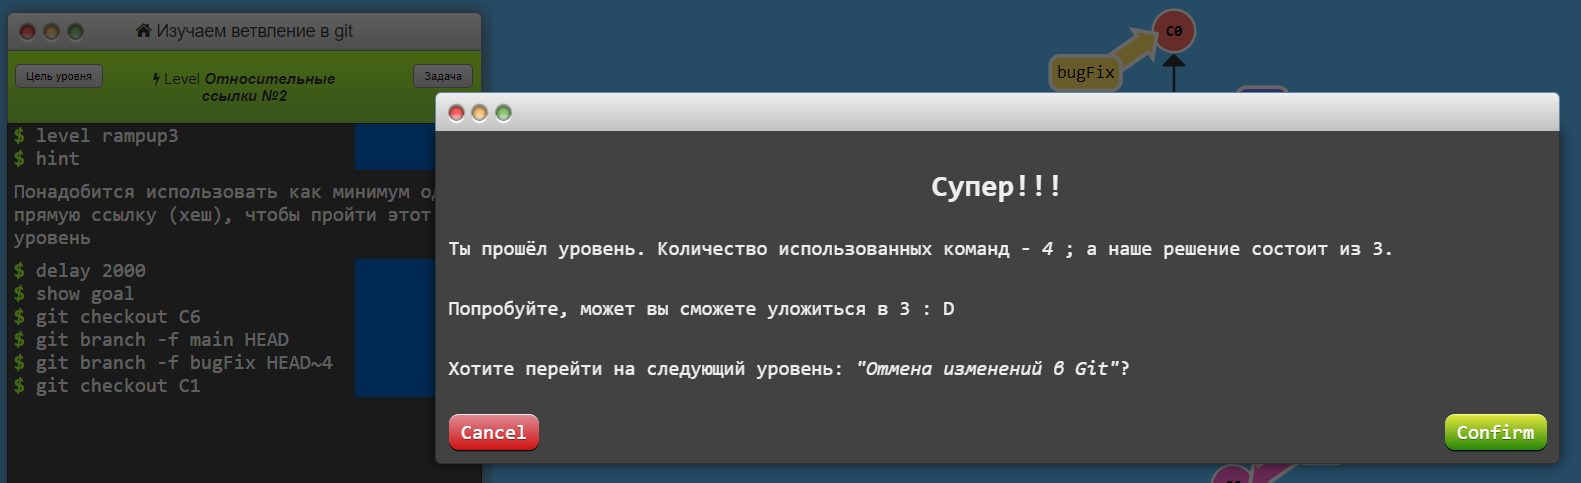 Изучаем ветвление в git
Цель уровня
Level Относительные
ссылки №2
Задача
$ level rampup3
$ hint
Понадобится использовать как минимум
прямую ссылку (хеш), чтобы пройти этот
уровень
$ delay 2000
$ show goal
$ git checkout C6
$ git branch -f main HEAD
$ git branch -f bugFix HEAD~4
$ git checkout C1
C0
bugFix
Супер!!!
Ты прошёл уровень. Количество использованных команд - 4 ; а наше решение состоит из 3.
Попробуйте, может вы сможете уложиться в 3 : D
Хотите перейти на следующий уровень: "Отмена изменений в Git"?
Cancel
Confirm